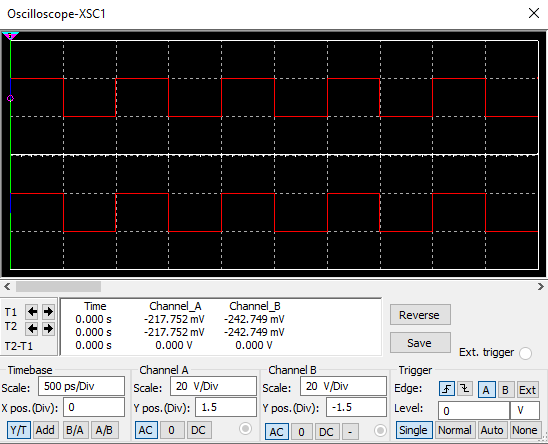 Oscilloscope-XSC1
Time Channel_A Channel_B
T1 0.000 s -217.752 mV -242.749 mV
T2 0.000 s -217.752 mV -242.749 mV
T2-T1 0.000 s 0.000 V 0.000 V
Reverse
Save
Ext. trigger
Timebase
Scale: 500 ps/Div
X pos.(Div): 0
Y/T Add B/A A/B
Channel A
Scale: 20 V/Div
Y pos.(Div): 1.5
AC 0 DC
Channel B
Scale: 20 V/Div
Y pos.(Div): -1.5
AC 0 DC -
Trigger
Edge: A B Ext
Level: 0 V
Single Normal Auto None